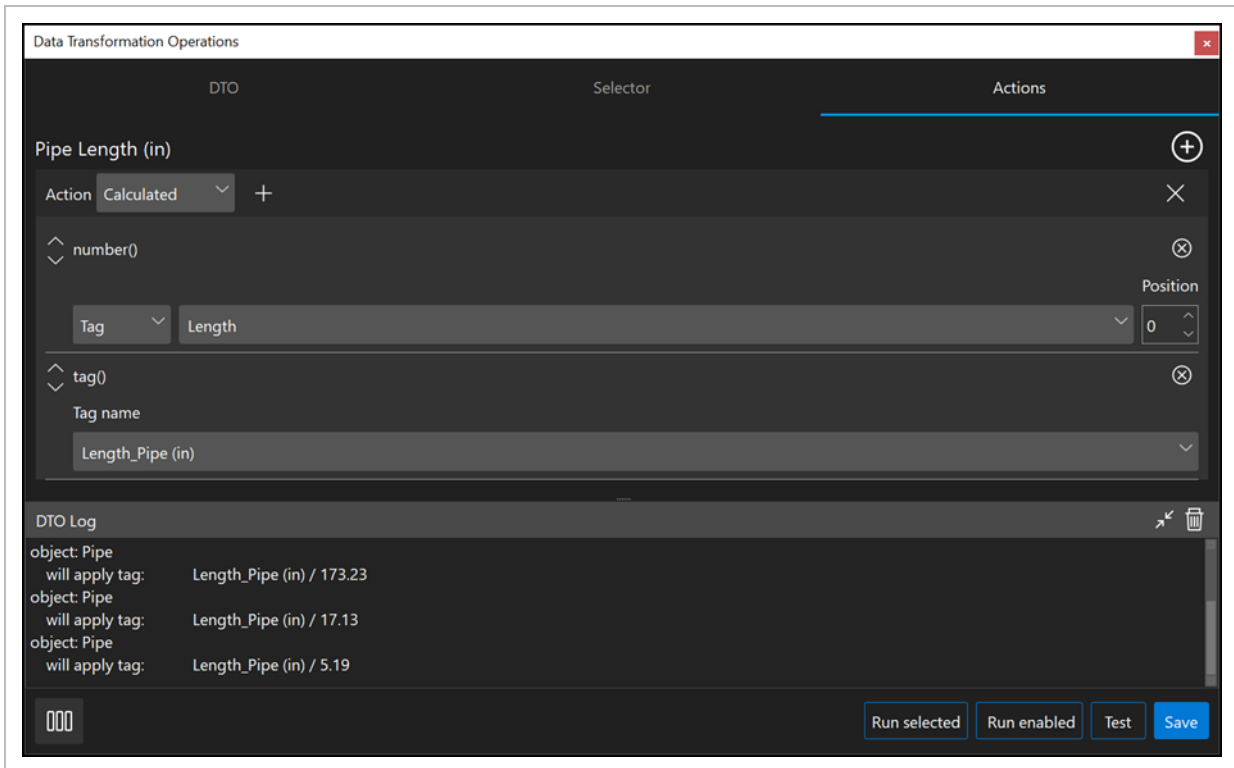 Data Transformation Operations
DTO Selector Actions
Pipe Length (in)
Action Calculated
number()
Position
Tag Length 0
tag()
Tag name
Length_Pipe (in)
DTO Log
object: Pipe
will apply tag: Length_Pipe (in) / 173.23
object: Pipe
will apply tag: Length_Pipe (in) / 17.13
object: Pipe
will apply tag: Length_Pipe (in) / 5.19
Run selected Run enabled Test Save